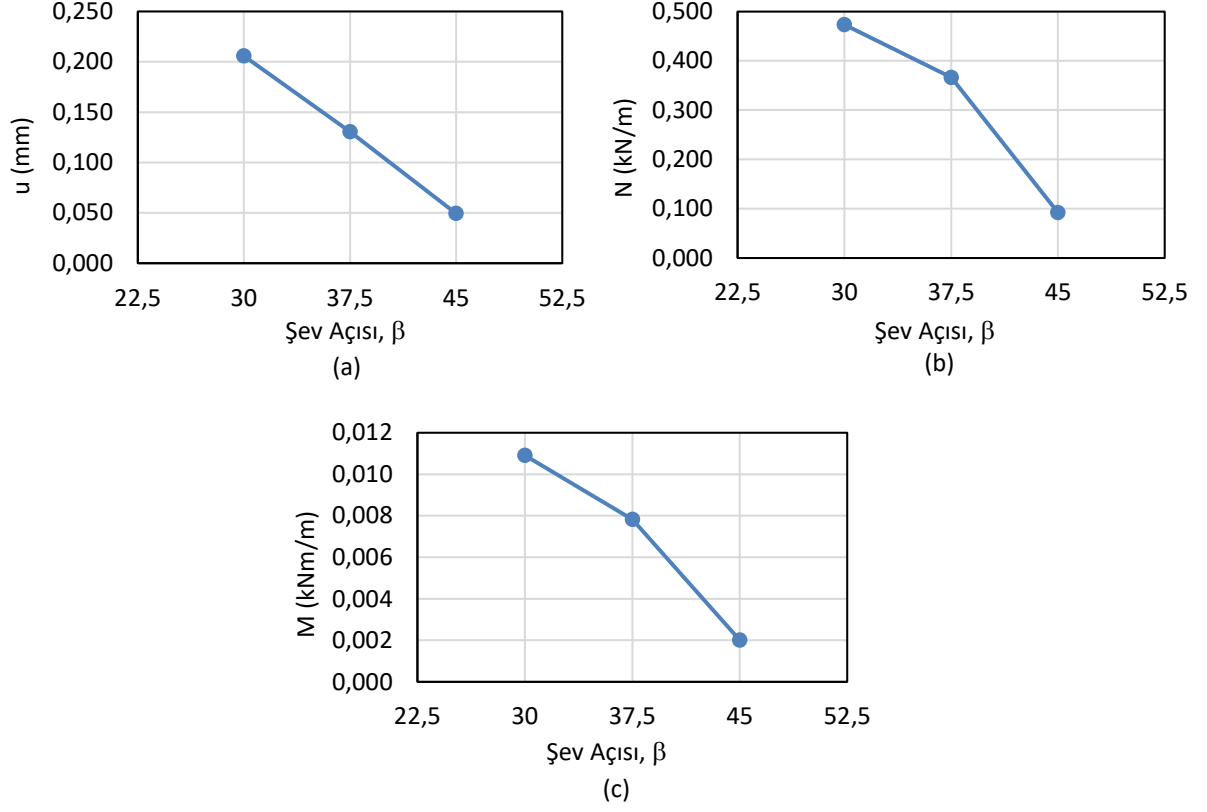 0,250
0,200
0,150
0,100
0,050
0,000
u (mm)
22,5 30 37,5 45 52,5
Şev Açısı, β
(a)
0,500
0,400
0,300
0,200
0,100
0,000
N (kN/m)
22,5 30 37,5 45 52,5
Şev Açısı, β
(b)
0,012
0,010
0,008
0,006
0,004
0,002
0,000
M (kNm/m)
22,5 30 37,5 45 52,5
Şev Açısı, β
(c)